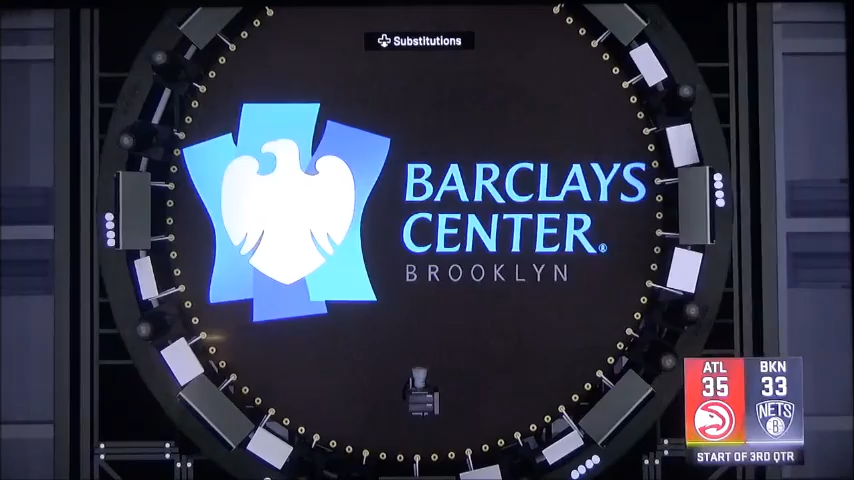 Substitutions
BARCLAYS
CENTER®
BROOKLYN
ATL BKN
35 33
NETS
B
START OF 3RD QTR